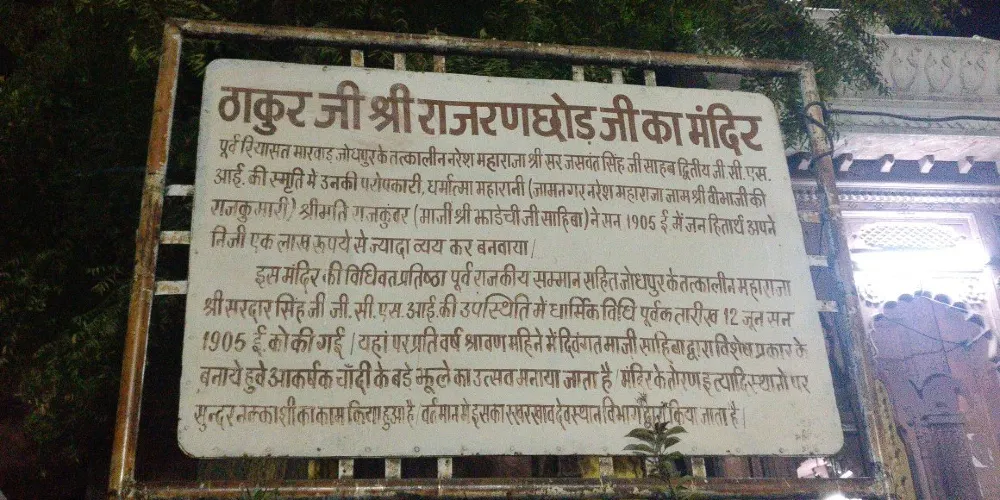 ठाकुर जी श्री राजरणछोड़ जी का मंदिर
पूर्व रियासत मारवाड़ जोधपुर के तत्कालीन नरेश महाराजा श्री सर जसवंत सिंह जी साहब द्वितीय जी. सी. एस.
आई. की स्मृति में उनकी परोपकारी, धर्मात्मा महारानी (जामनगर नरेश महाराजा जाम श्री वीभाजी की
राजकुमारी) श्रीमति राजकुंवर (माजी श्री झाडेची जी साहिबा) ने सन् 1905 ई. में जन हितार्थ अपने
निजी एक लाख रूपये से ज्यादा व्यय कर बनवाया।
इस मंदिर की विधिवत प्रतिष्ठा पूर्व राजकीय सम्मान सहित जोधपुर के तत्कालीन महाराजा
श्री सरदार सिंह जी जी. सी. एस. आई. की उपस्थिति में धार्मिक विधि पूर्वक तारीख 12 जून सन
1905 ई. को की गई। यहां पर प्रति वर्ष श्रावण महिने में दिवंगत माजी साहिबा द्वारा विशेष प्रकार के
बनाये हुवे आकर्षक चाँदी के बडे झूले का उत्सव मनाया जाता है। मंदिर के तोरण इत्यादि स्थानो पर
सुन्दर नक्काशी का काम किया हुआ है। वर्तमान में इसका रखरखाव देवस्थान विभाग द्वारा किया जाता है।